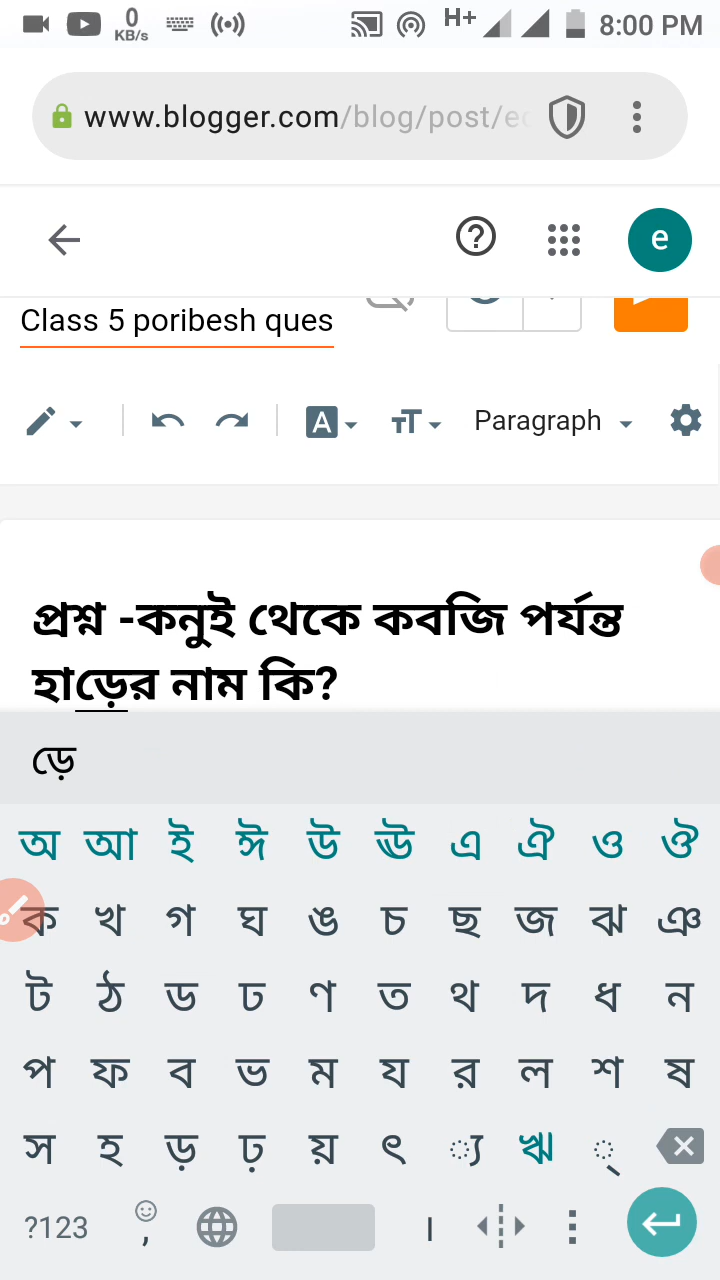 0 KB/s H+ 8:00 PM
www.blogger.com/blog/post/e
e
Class 5 poribesh ques
A TT Paragraph
প্রশ্ন -কনুই থেকে কবজি পর্যন্ত
হাড়ের নাম কি?
ড়ে
অ আ ই ঈ উ ঊ এ ঐ ও ঔ
ক খ গ ঘ ঙ চ ছ জ ঝ ঞ
ট ঠ ড ঢ ণ ত থ দ ধ ন
প ফ ব ভ ম য র ল শ ষ
স হ ড় ঢ় য় ৎ ্য ঋ ্
?123 , ।